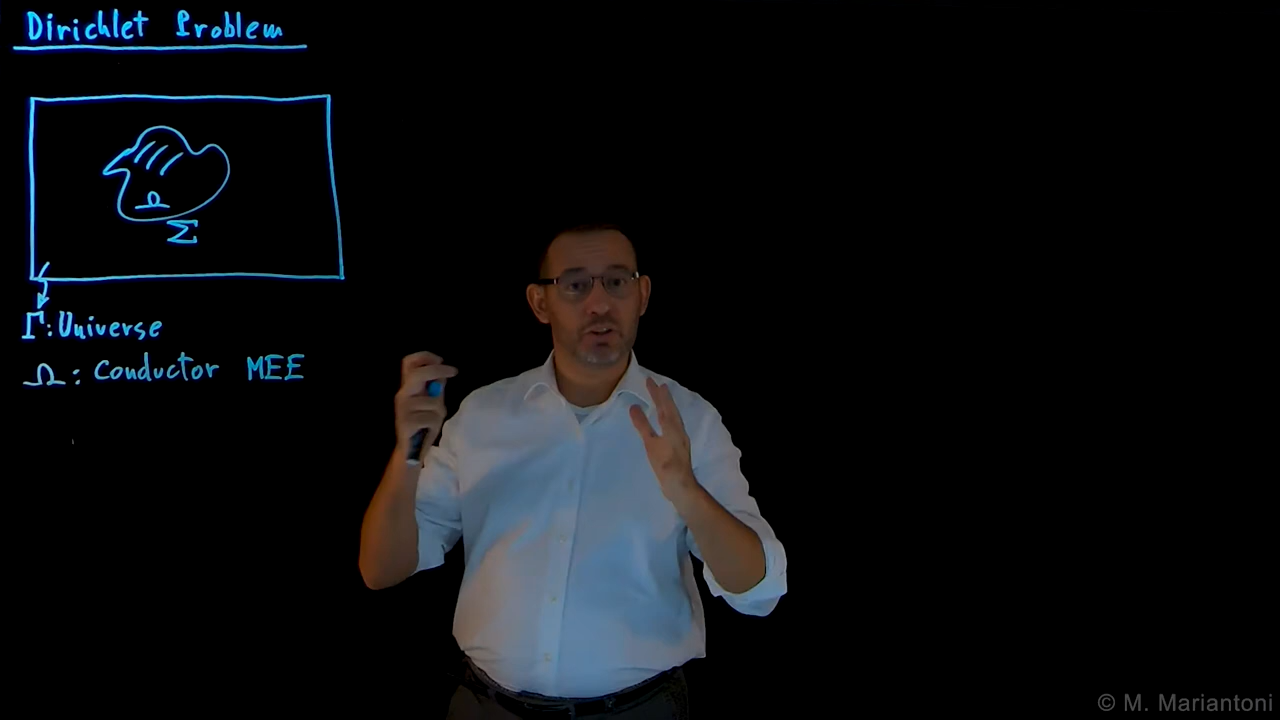 Dirichlet Problem
Ω
Σ
Γ: Universe
Ω: Conductor MEE
© M. Mariantoni